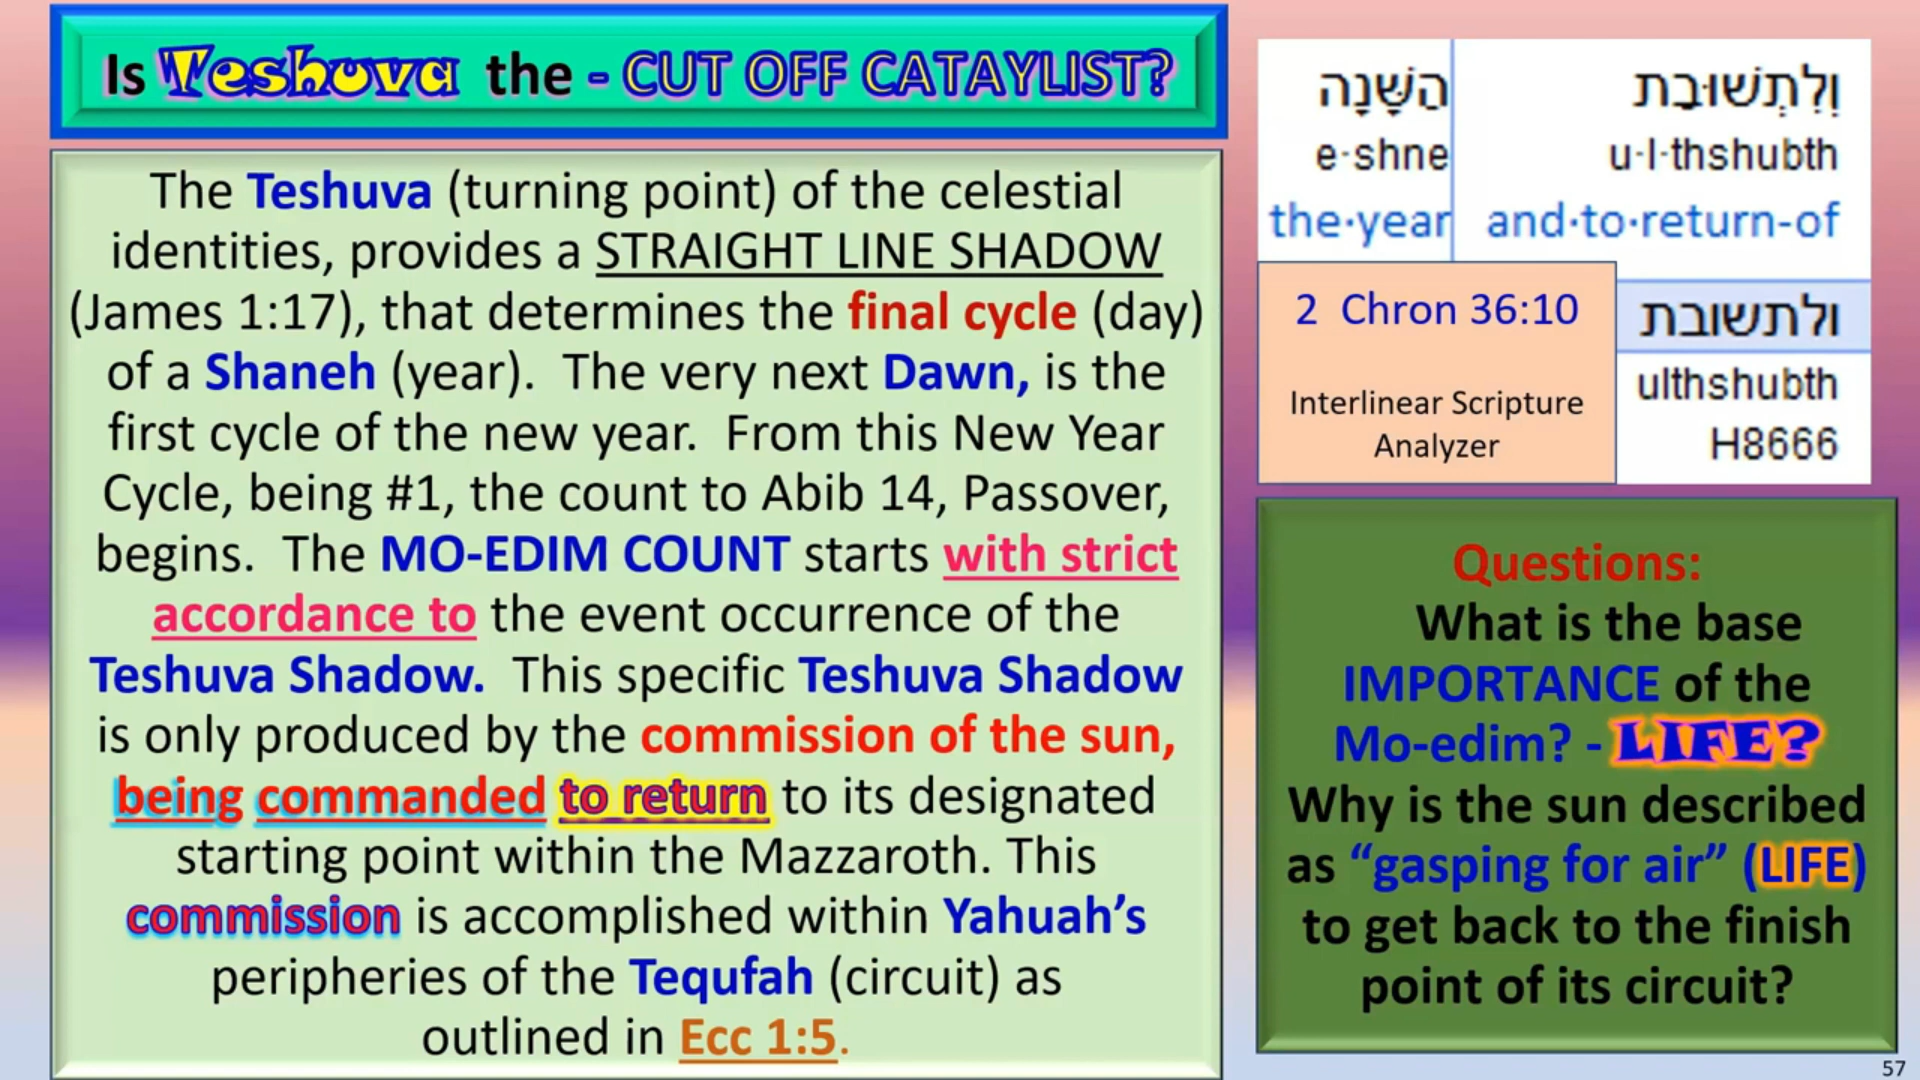 Is Teshuva the - CUT OFF CATAYLIST?
The Teshuva (turning point) of the celestial
identities, provides a STRAIGHT LINE SHADOW
(James 1:17), that determines the final cycle (day)
of a Shaneh (year). The very next Dawn, is the
first cycle of the new year. From this New Year
Cycle, being #1, the count to Abib 14, Passover,
begins. The MO-EDIM COUNT starts with strict
accordance to the event occurrence of the
Teshuva Shadow. This specific Teshuva Shadow
is only produced by the commission of the sun,
being commanded to return to its designated
starting point within the Mazzaroth. This
commission is accomplished within Yahuah's
peripheries of the Tequfah (circuit) as
outlined in Ecc 1:5.
וְלִתְשׁוּבַת הַשָּׁנָה
e·shne u·l·thshubth
the·year and·to·return-of
2 Chron 36:10
Interlinear Scripture
Analyzer
ולתשובת
ulthshubth
H8666
Questions:
What is the base
IMPORTANCE of the
Mo-edim? - LIFE?
Why is the sun described
as “gasping for air” (LIFE)
to get back to the finish
point of its circuit?
57